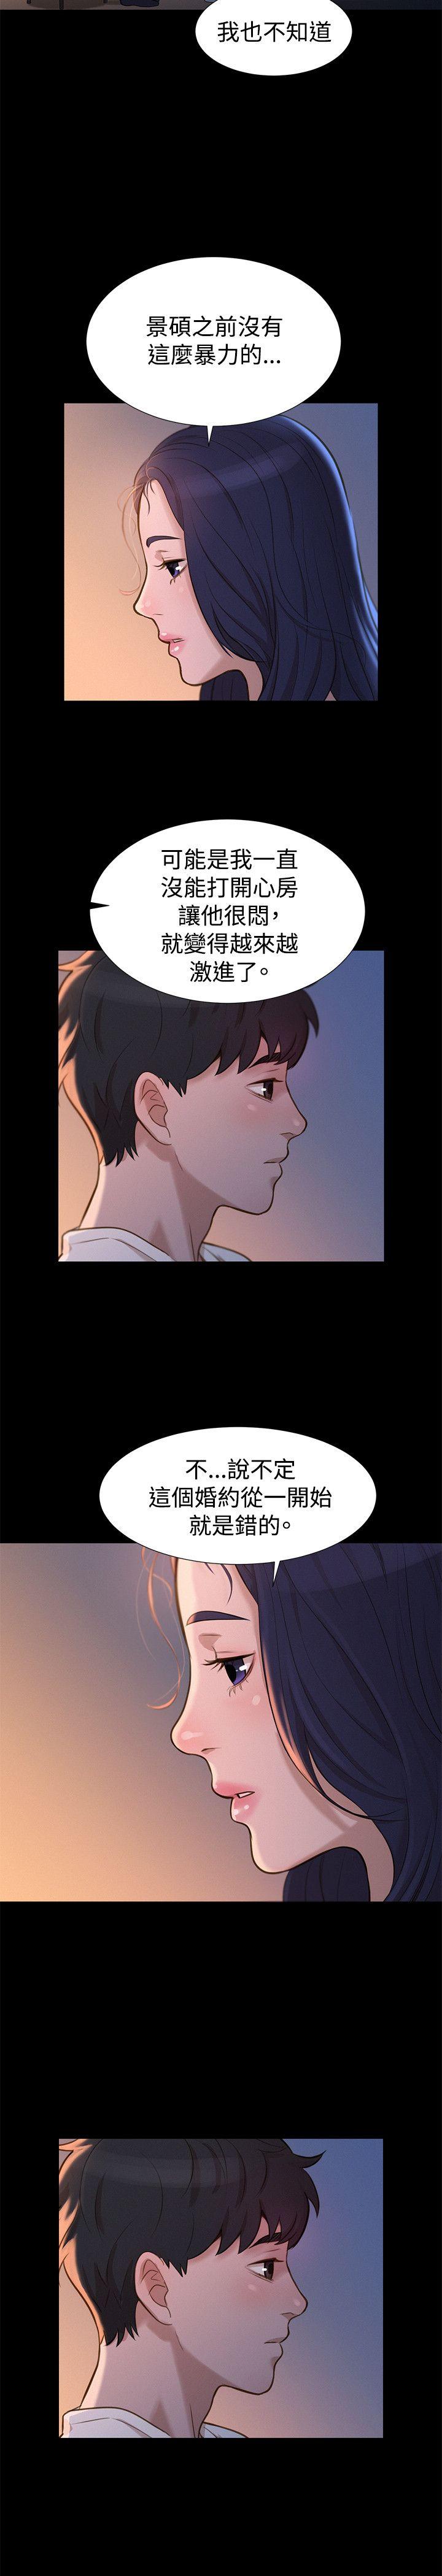 我也不知道
景碩之前沒有
這麼暴力的...
可能是我一直
沒能打開心房
讓他很悶,
就變得越來越
激進了。
不...說不定
這個婚約從一開始
就是錯的。